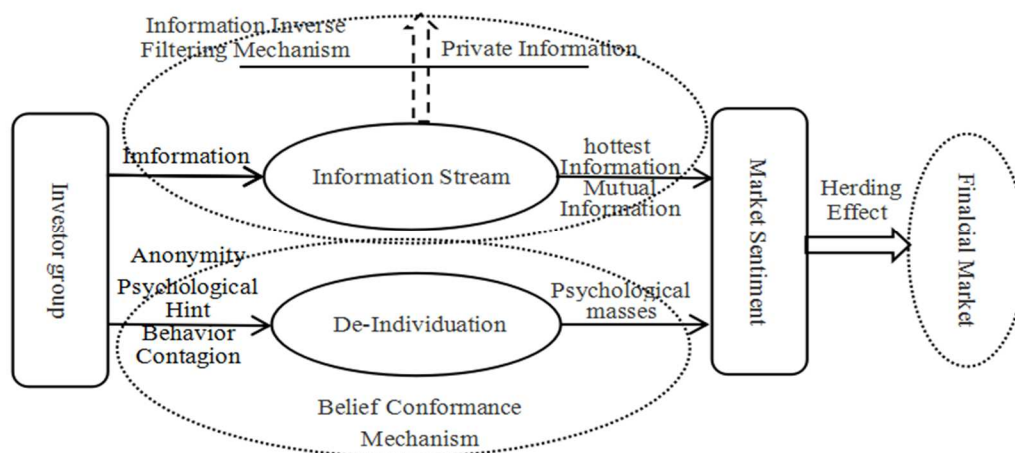 Information Inverse
Filtering Mechanism
Private Information
Investor group
Imformation
Information Stream
hottest
Information
Mutual
Information
Anonymity
Psychological
Hint
Behavior
Contagion
De-Individuation
Psychological
masses
Belief Conformance
Mechanism
Market Sentiment
Herding
Effect
Finalcial Market